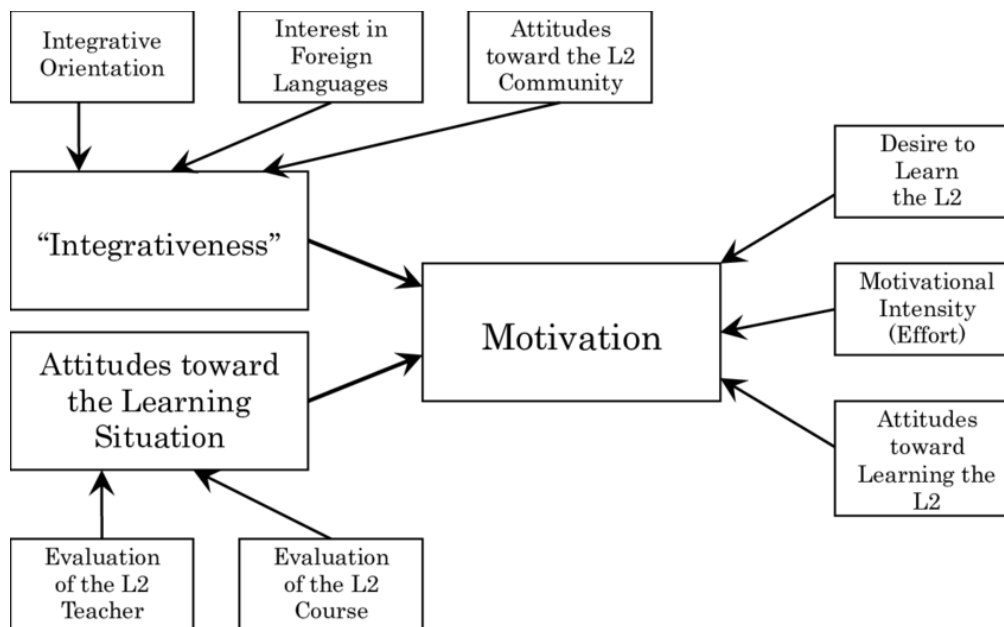 Integrative
Orientation
Interest in
Foreign
Languages
Attitudes
toward the L2
Community
Desire to
Learn
the L2
“Integrativeness”
Motivational
Intensity
(Effort)
Motivation
Attitudes toward
the Learning
Situation
Attitudes
toward
Learning the
L2
Evaluation
of the L2
Teacher
Evaluation
of the L2
Course